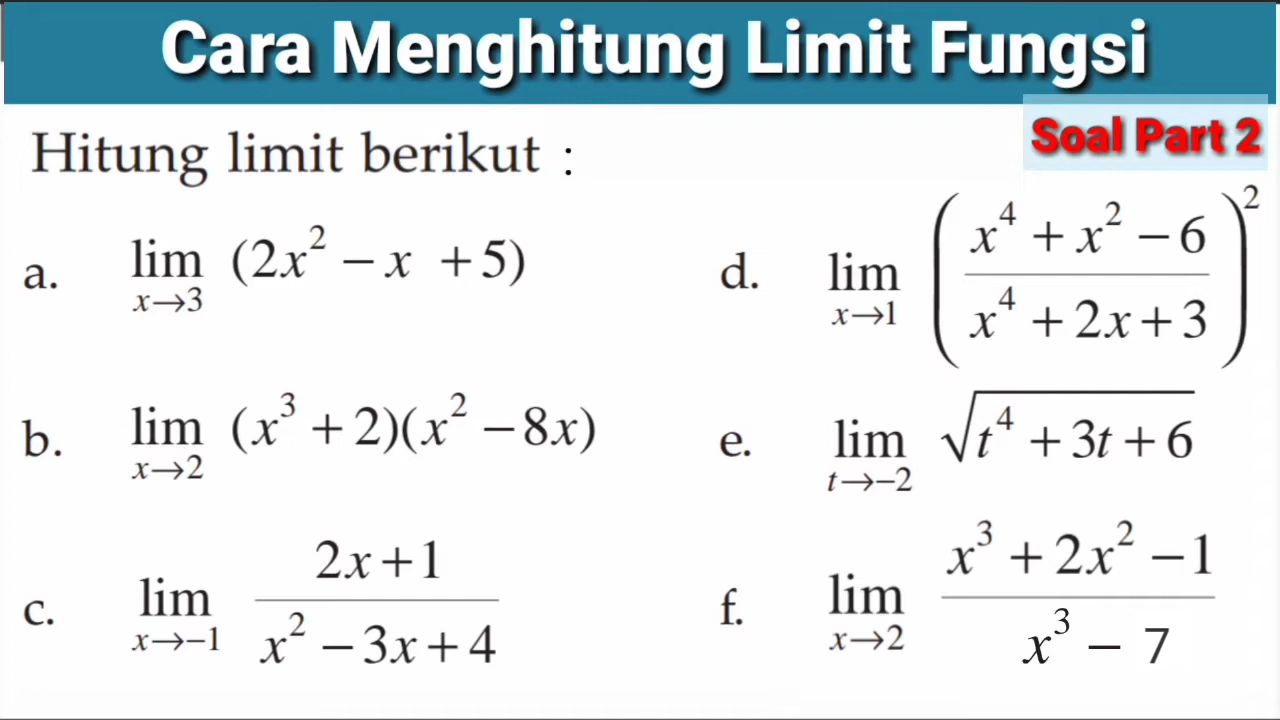 Cara Menghitung Limit Fungsi
Soal Part 2
Hitung limit berikut :
a. lim x→3 (2x² − x + 5)
b. lim x→2 (x³ + 2)(x² − 8x)
c. lim x→−1 (2x + 1)/(x² − 3x + 4)
d. lim x→1 ((x⁴ + x² − 6)/(x⁴ + 2x + 3))²
e. lim t→−2 √(t⁴ + 3t + 6)
f. lim x→2 (x³ + 2x² − 1)/(x³ − 7)